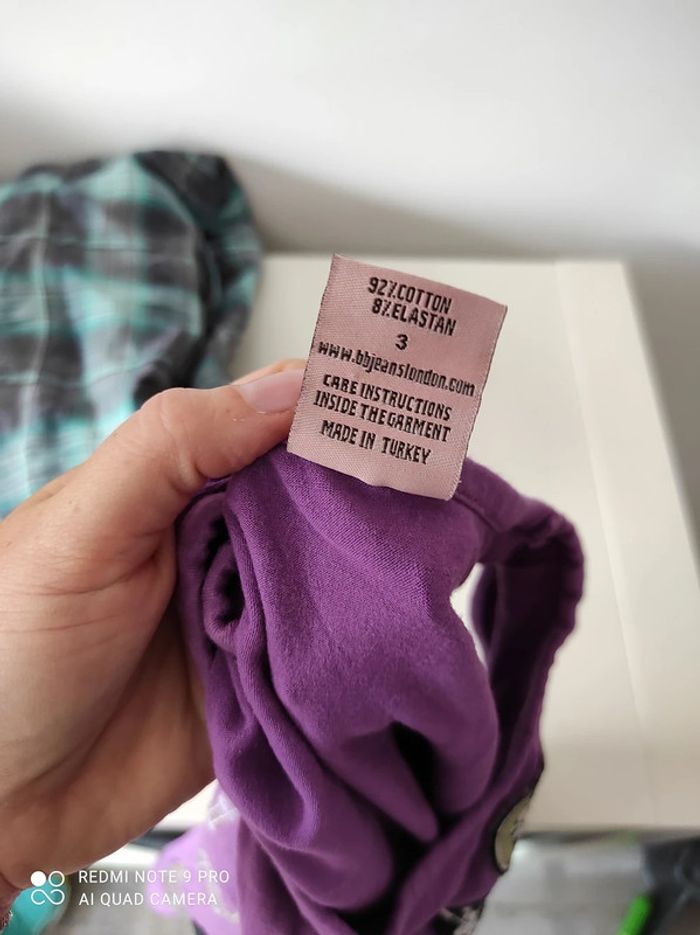 92%COTTON
8%ELASTAN
3
www.bbjeanslondon.com
CARE INSTRUCTIONS
INSIDE THE GARMENT
MADE IN TURKEY
REDMI NOTE 9 PRO
AI QUAD CAMERA